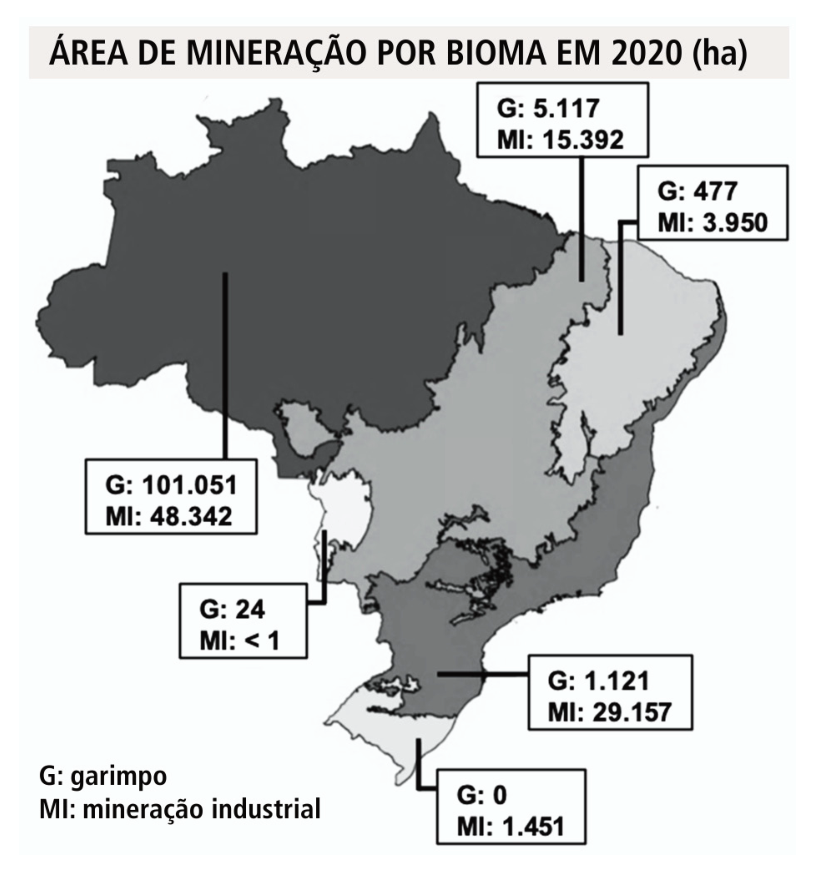 ÁREA DE MINERAÇÃO POR BIOMA EM 2020 (ha)
G: 5.117
MI: 15.392
G: 477
MI: 3.950
G: 101.051
MI: 48.342
G: 24
MI: < 1
G: 1.121
MI: 29.157
G: 0
MI: 1.451
G: garimpo
MI: mineração industrial